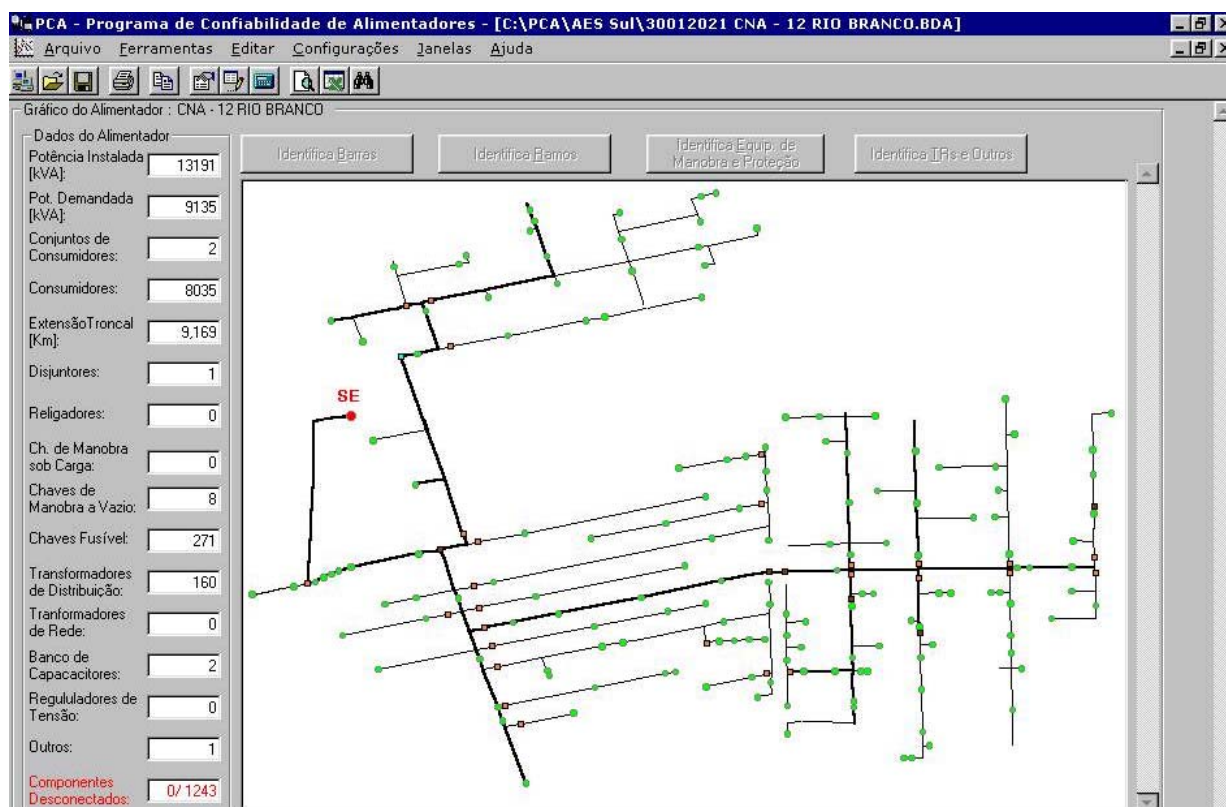 PCA - Programa de Confiabilidade de Alimentadores - [C:\PCA\AES Sul\30012021 CNA - 12 RIO BRANCO.BDA]
Arquivo Ferramentas Editar Configurações Janelas Ajuda
Gráfico do Alimentador : CNA - 12 RIO BRANCO
Dados do Alimentador
Potência Instalada
[kVA]: 13191
Pot. Demandada
[kVA]: 9135
Conjuntos de
Consumidores: 2
Consumidores: 8035
ExtensãoTroncal
[Km]: 9,169
Disjuntores: 1
Religadores: 0
Ch. de Manobra
sob Carga: 0
Chaves de
Manobra a Vazio: 8
Chaves Fusível: 271
Transformadores
de Distribuição: 160
Tranformadores
de Rede: 0
Banco de
Capacacitores: 2
Regululadores de
Tensão: 0
Outros: 1
Componentes
Desconectados: 0/ 1243
Identifica Barras
Identifica Ramos
Identifica Equip. de
Manobra e Proteção
Identifica TRs e Outros
SE